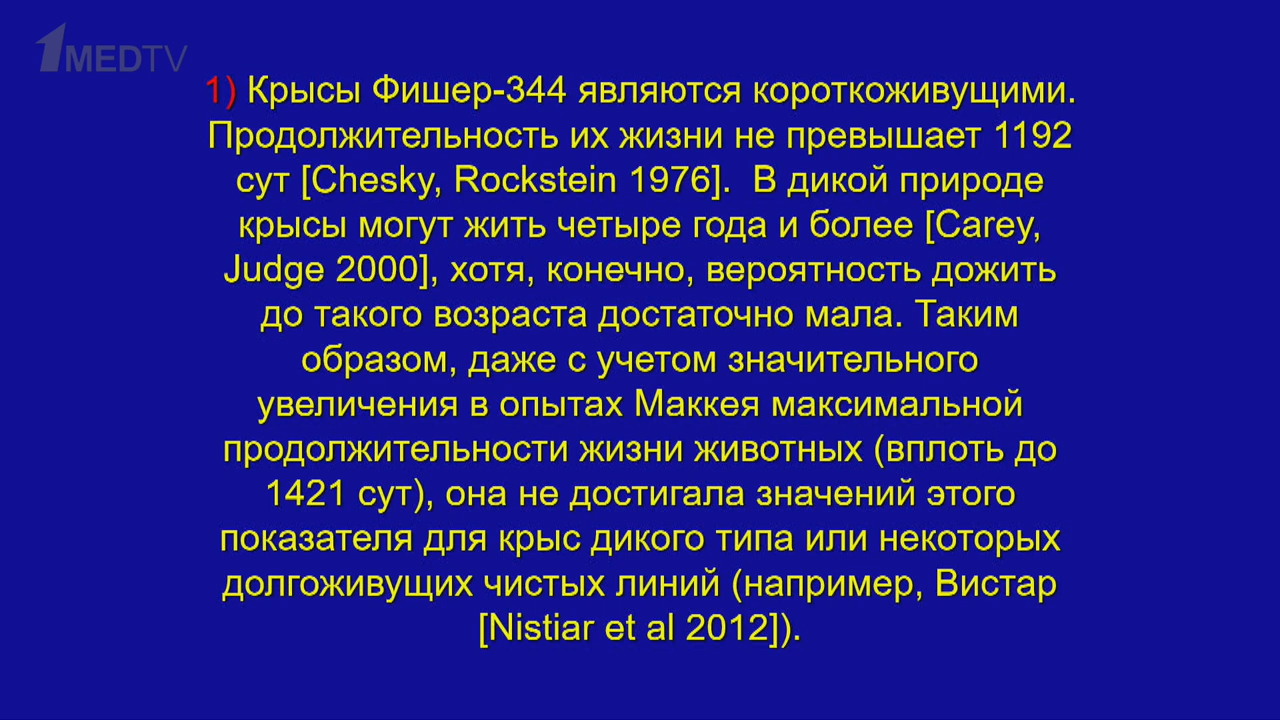 1MEDTV
1) Крысы Фишер-344 являются короткоживущими.
Продолжительность их жизни не превышает 1192
сут [Chesky, Rockstein 1976]. В дикой природе
крысы могут жить четыре года и более [Carey,
Judge 2000], хотя, конечно, вероятность дожить
до такого возраста достаточно мала. Таким
образом, даже с учетом значительного
увеличения в опытах Маккея максимальной
продолжительности жизни животных (вплоть до
1421 сут), она не достигала значений этого
показателя для крыс дикого типа или некоторых
долгоживущих чистых линий (например, Вистар
[Nistiar et al 2012]).